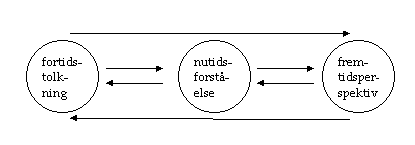 fortids-
tolk-
ning
nutids-
forstå-
else
frem-
tidsper-
spektiv